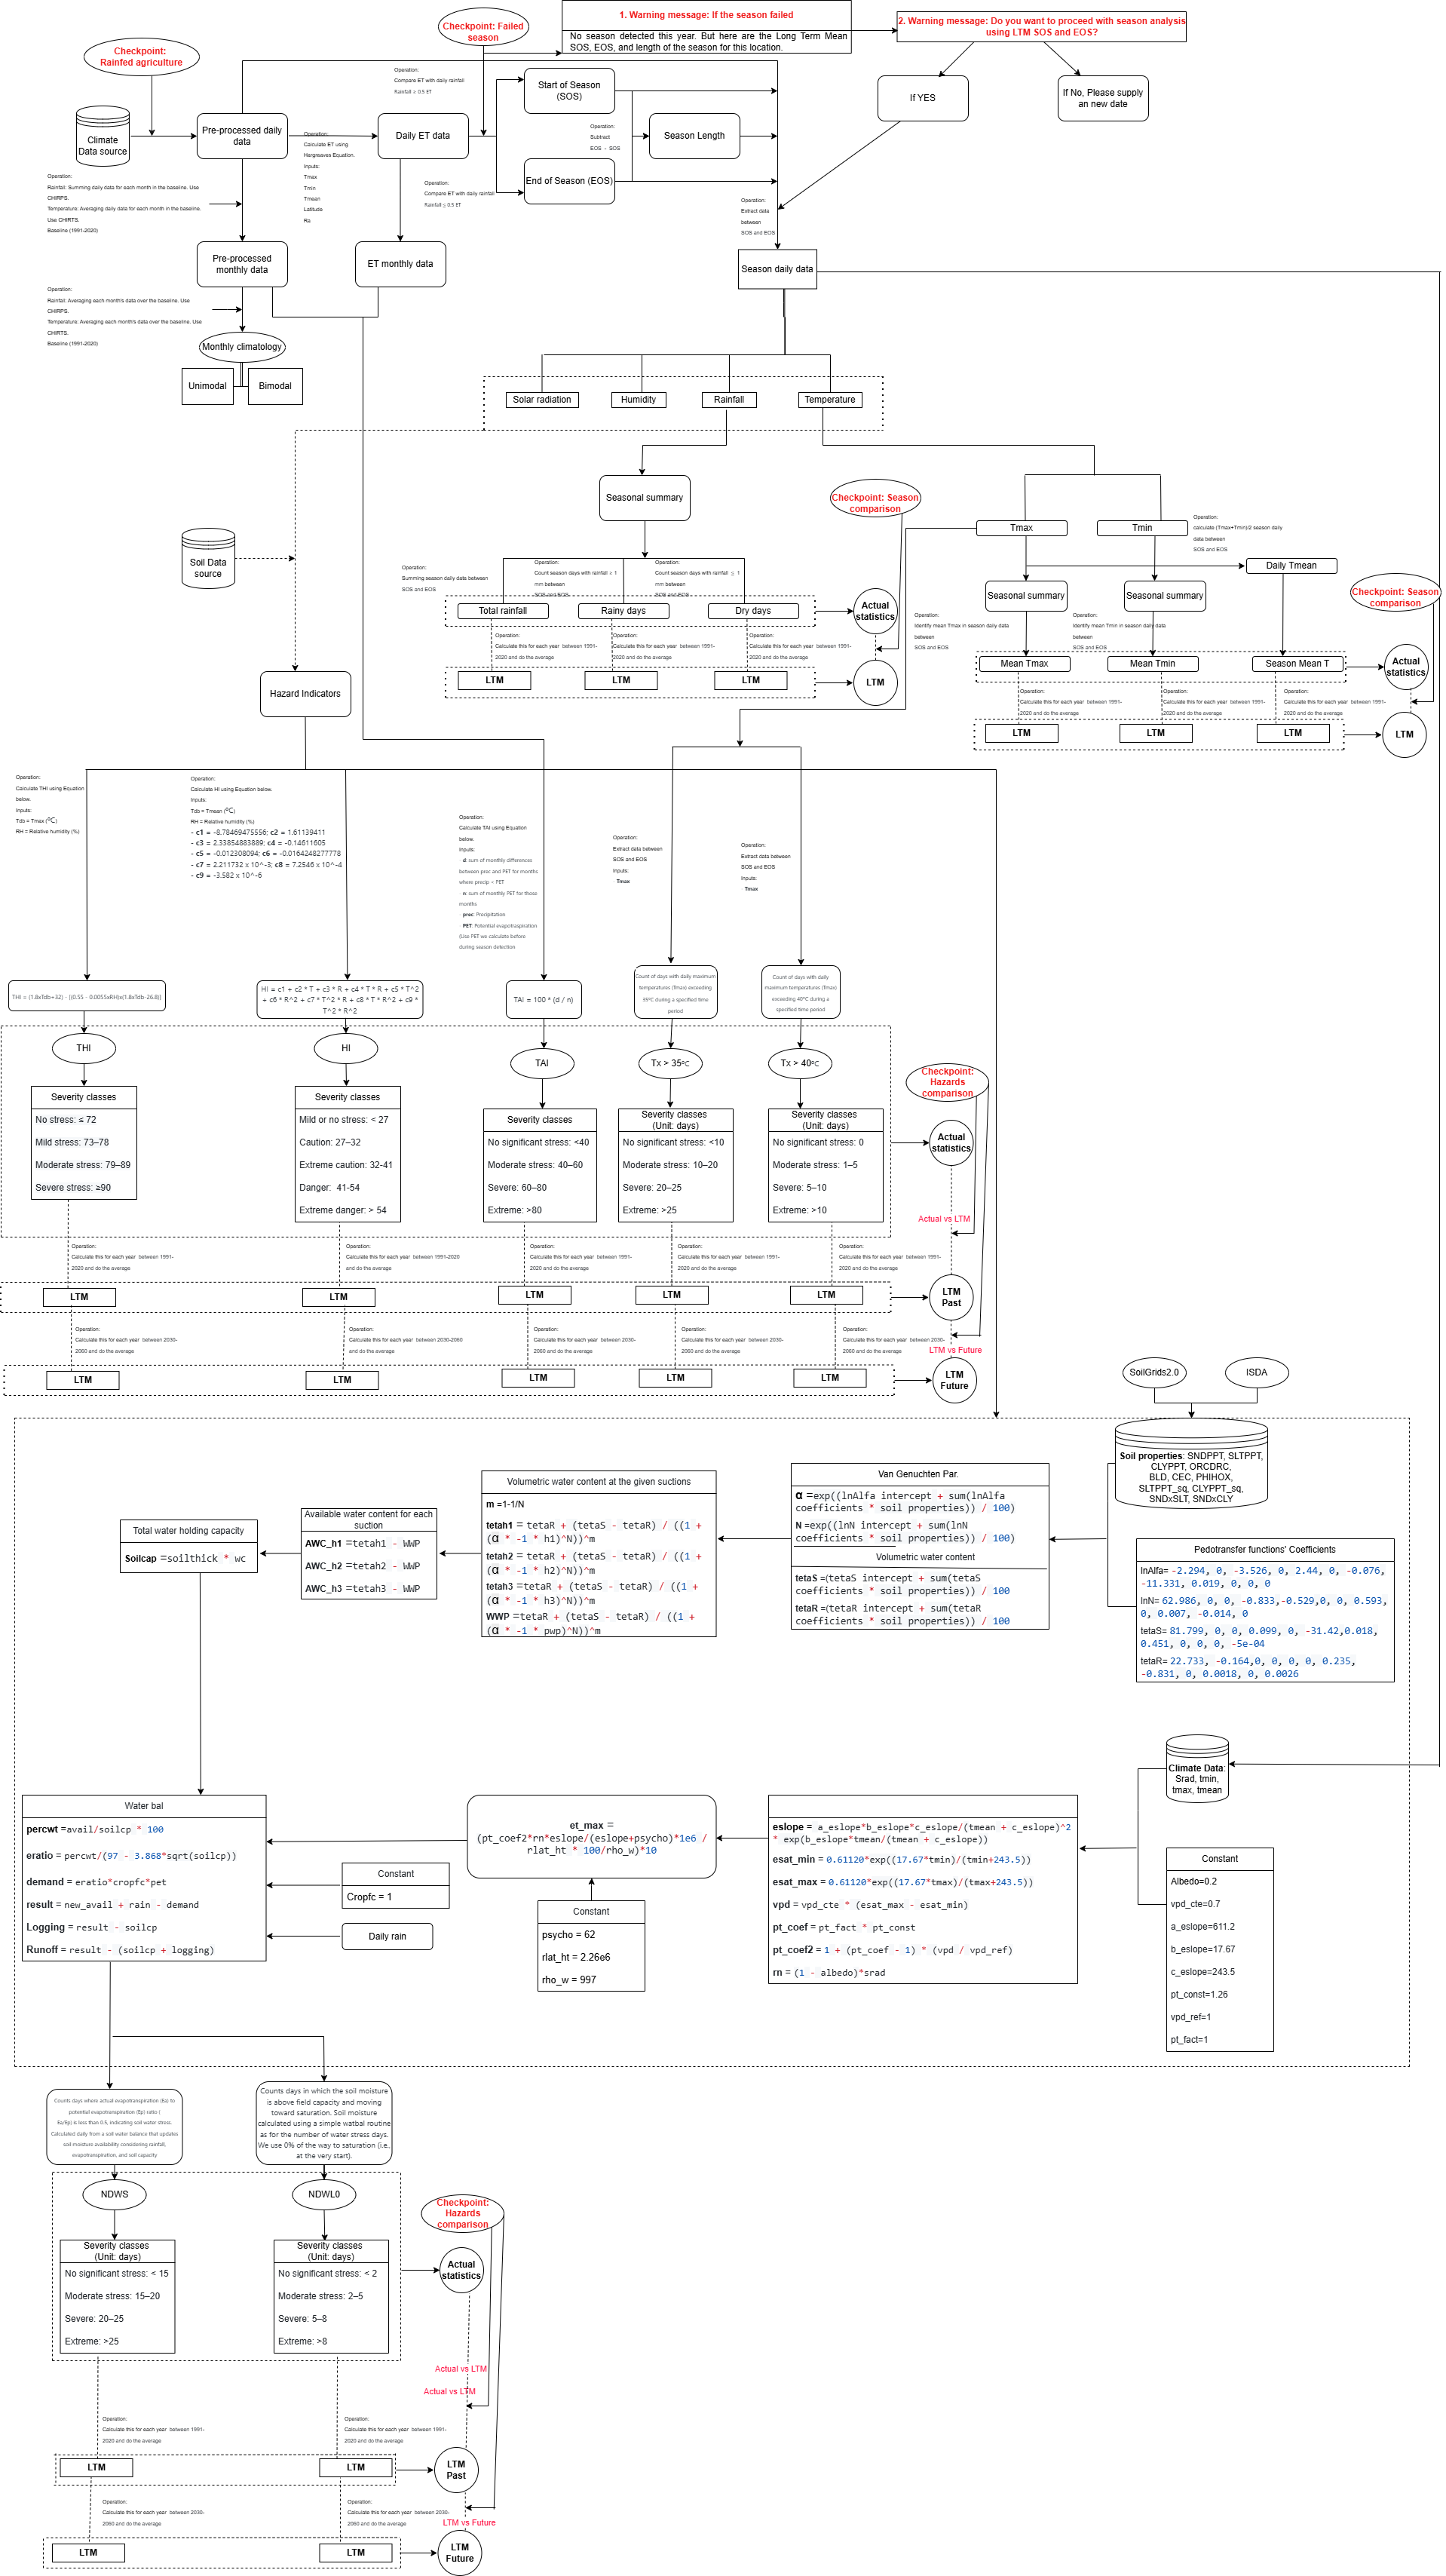 1. Warning message: If the season failed
No season detected this year. But here are the Long Term Mean
SOS, EOS, and length of the season for this location.
2. Warning message: Do you want to proceed with season analysis
using LTM SOS and EOS?
Checkpoint: Failed
season
Checkpoint:
Rainfed agriculture
If YES
If No, Please supply
an new date
Climate
Data source
Pre-processed daily
data
Operation:
Calculate ET using
Hargreaves Equation.
Inputs:
Tmax
Tmin
Tmean
Latitude
Ra
Daily ET data
Operation:
Compare ET with daily rainfall
Rainfall ≥ 0.5 ET
Start of Season
(SOS)
Operation:
Subtract
EOS - SOS
Season Length
End of Season (EOS)
Operation:
Compare ET with daily rainfall
Rainfall ≤ 0.5 ET
Operation:
Rainfall: Summing daily data for each month in the baseline. Use
CHIRPS.
Temperature: Averaging daily data for each month in the baseline.
Use CHIRTS.
Baseline (1991-2020)
Operation:
Extract data
between
SOS and EOS
Pre-processed
monthly data
ET monthly data
Season daily data
Operation:
Rainfall: Averaging each month's data over the baseline. Use
CHIRPS.
Temperature: Averaging each month's data over the baseline. Use
CHIRTS.
Baseline (1991-2020)
Monthly climatology
Unimodal
Bimodal
Solar radiation
Humidity
Rainfall
Temperature
Seasonal summary
Checkpoint: Season
comparison
Tmax
Tmin
Operation:
calculate (Tmax+Tmin)/2 season daily
data between
SOS and EOS
Daily Tmean
Soil Data
source
Operation:
Summing season daily data between
SOS and EOS
Operation:
Count season days with rainfall ≥ 1
mm between
SOS and EOS
Operation:
Count season days with rainfall ≤ 1
mm between
SOS and EOS
Total rainfall
Rainy days
Dry days
Actual
statistics
Seasonal summary
Seasonal summary
Checkpoint: Season
comparison
Operation:
Identify mean Tmax in season daily data
between
SOS and EOS
Operation:
Identify mean Tmin in season daily data
between
SOS and EOS
Operation:
Calculate this for each year between 1991-
2020 and do the average
Operation:
Calculate this for each year between 1991-
2020 and do the average
Operation:
Calculate this for each year between 1991-
2020 and do the average
Mean Tmax
Mean Tmin
Season Mean T
Actual
statistics
Hazard Indicators
LTM
LTM
LTM
LTM
Operation:
Calculate this for each year between 1991-
2020 and do the average
Operation:
Calculate this for each year between 1991-
2020 and do the average
Operation:
Calculate this for each year between 1991-
2020 and do the average
LTM
LTM
LTM
LTM
Operation:
Calculate THI using Equation
below.
Inputs:
Tdb = Tmax (°C)
RH = Relative humidity (%)
Operation:
Calculate HI using Equation below.
Inputs:
Tdb = Tmean (°C)
RH = Relative humidity (%)
- c1 = -8.78469475556; c2 = 1.61139411
- c3 = 2.33854883889; c4 = -0.14611605
- c5 = -0.012308094; c6 = -0.0164248277778
- c7 = 2.211732 x 10^-3; c8 = 7.2546 x 10^-4
- c9 = -3.582 x 10^-6
Operation:
Calculate TAI using Equation
below.
Inputs:
· d: sum of monthly differences
between prec and PET for months
where precip < PET
· n: sum of monthly PET for those
months
· prec: Precipitation
· PET: Potential evapotraspiration
(Use PET we calculate before
during season detection
Operation:
Extract data between
SOS and EOS
Inputs:
· Tmax
Operation:
Extract data between
SOS and EOS
Inputs:
· Tmax
THI = (1.8xTdb+32) - ((0.55 - 0.0055xRH)x(1.8xTdb-26.8))
HI = c1 + c2 * T + c3 * R + c4 * T * R + c5 * T^2
+ c6 * R^2 + c7 * T^2 * R + c8 * T * R^2 + c9 *
T^2 * R^2
TAI = 100 * (d / n)
Count of days with daily maximum
temperatures (Tmax) exceeding
35°C during a specified time
period
Count of days with daily
maximum temperatures (Tmax)
exceeding 40°C during a
specified time period
THI
HI
TAI
Tx > 35°C
Tx > 40°C
Checkpoint:
Hazards
comparison
Severity classes
No stress: ≤ 72
Mild stress: 73–78
Moderate stress: 79–89
Severe stress: ≥90
Severity classes
Mild or no stress: < 27
Caution: 27–32
Extreme caution: 32-41
Danger: 41-54
Extreme danger: > 54
Severity classes
No significant stress: <40
Moderate stress: 40–60
Severe: 60–80
Extreme: >80
Severity classes
(Unit: days)
No significant stress: <10
Moderate stress: 10–20
Severe: 20–25
Extreme: >25
Severity classes
(Unit: days)
No significant stress: 0
Moderate stress: 1–5
Severe: 5–10
Extreme: >10
Actual
statistics
Actual vs LTM
Operation:
Calculate this for each year between 1991-
2020 and do the average
Operation:
Calculate this for each year between 1991-2020
and do the average
Operation:
Calculate this for each year between 1991-
2020 and do the average
Operation:
Calculate this for each year between 1991-
2020 and do the average
Operation:
Calculate this for each year between 1991-
2020 and do the average
LTM
LTM
LTM
LTM
LTM
LTM
Past
Operation:
Calculate this for each year between 2030-
2060 and do the average
Operation:
Calculate this for each year between 2030-2060
and do the average
Operation:
Calculate this for each year between 2030-
2060 and do the average
Operation:
Calculate this for each year between 2030-
2060 and do the average
Operation:
Calculate this for each year between 2030-
2060 and do the average
LTM vs Future
LTM
LTM
LTM
LTM
LTM
LTM
Future
SoilGrids2.0
ISDA
Soil properties: SNDPPT, SLTPPT,
CLYPPT, ORCDRC,
BLD, CEC, PHIHOX,
SLTPPT_sq, CLYPPT_sq,
SNDxSLT, SNDxCLY
Van Genuchten Par.
α =exp((lnAlfa intercept + sum(lnAlfa
coefficients * soil properties)) / 100)
N =exp((lnN intercept + sum(lnN
coefficients * soil properties)) / 100)
Volumetric water content
tetaS =(tetaS intercept + sum(tetaS
coefficients * soil properties)) / 100
tetaR =(tetaR intercept + sum(tetaR
coefficients * soil properties)) / 100
Volumetric water content at the given suctions
m =1-1/N
tetah1 = tetaR + (tetaS - tetaR) / ((1 +
(α * -1 * h1)^N))^m
tetah2 = tetaR + (tetaS - tetaR) / ((1 +
(α * -1 * h2)^N))^m
tetah3 =tetaR + (tetaS - tetaR) / ((1 +
(α * -1 * h3)^N))^m
WWP =tetaR + (tetaS - tetaR) / ((1 +
(α * -1 * pwp)^N))^m
Available water content for each
suction
AWC_h1 =tetah1 - WWP
AWC_h2 =tetah2 - WWP
AWC_h3 =tetah3 - WWP
Total water holding capacity
Soilcap =soilthick * wc
Pedotransfer functions' Coefficients
lnAlfa= -2.294, 0, -3.526, 0, 2.44, 0, -0.076,
-11.331, 0.019, 0, 0, 0
lnN= 62.986, 0, 0, -0.833,-0.529,0, 0, 0.593,
0, 0.007, -0.014, 0
tetaS= 81.799, 0, 0, 0.099, 0, -31.42,0.018,
0.451, 0, 0, 0, -5e-04
tetaR= 22.733, -0.164,0, 0, 0, 0, 0.235,
-0.831, 0, 0.0018, 0, 0.0026
Climate Data:
Srad, tmin,
tmax, tmean
Water bal
percwt =avail/soilcp * 100
eratio = percwt/(97 - 3.868*sqrt(soilcp))
demand = eratio*cropfc*pet
result = new_avail + rain - demand
Logging = result - soilcp
Runoff = result - (soilcp + logging)
Constant
Cropfc = 1
Daily rain
et_max =
(pt_coef2*rn*eslope/(eslope+psycho)*1e6 /
rlat_ht * 100/rho_w)*10
Constant
psycho = 62
rlat_ht = 2.26e6
rho_w = 997
eslope = a_eslope*b_eslope*c_eslope/(tmean + c_eslope)^2
* exp(b_eslope*tmean/(tmean + c_eslope))
esat_min = 0.61120*exp((17.67*tmin)/(tmin+243.5))
esat_max = 0.61120*exp((17.67*tmax)/(tmax+243.5))
vpd = vpd_cte * (esat_max - esat_min)
pt_coef = pt_fact * pt_const
pt_coef2 = 1 + (pt_coef - 1) * (vpd / vpd_ref)
rn = (1 - albedo)*srad
Constant
Albedo=0.2
vpd_cte=0.7
a_eslope=611.2
b_eslope=17.67
c_eslope=243.5
pt_const=1.26
vpd_ref=1
pt_fact=1
Counts days where actual evapotranspiration (Ea) to
potential evapotranspiration (Ep) ratio (
Ea/Ep) is less than 0.5, indicating soil water stress.
Calculated daily from a soil water balance that updates
soil moisture availability considering rainfall,
evapotranspiration, and soil capacity
Counts days in which the soil moisture
is above field capacity and moving
toward saturation. Soil moisture
calculated using a simple watbal routine
as for the number of water stress days.
We use 0% of the way to saturation (i.e.,
at the very start).
NDWS
NDWL0
Checkpoint:
Hazards
comparison
Severity classes
(Unit: days)
No significant stress: < 15
Moderate stress: 15–20
Severe: 20–25
Extreme: >25
Severity classes
(Unit: days)
No significant stress: < 2
Moderate stress: 2–5
Severe: 5–8
Extreme: >8
Actual
statistics
Actual vs LTM
Actual vs LTM
Operation:
Calculate this for each year between 1991-
2020 and do the average
Operation:
Calculate this for each year between 1991-
2020 and do the average
LTM
LTM
LTM
Past
Operation:
Calculate this for each year between 2030-
2060 and do the average
Operation:
Calculate this for each year between 2030-
2060 and do the average
LTM vs Future
LTM
LTM
LTM
Future